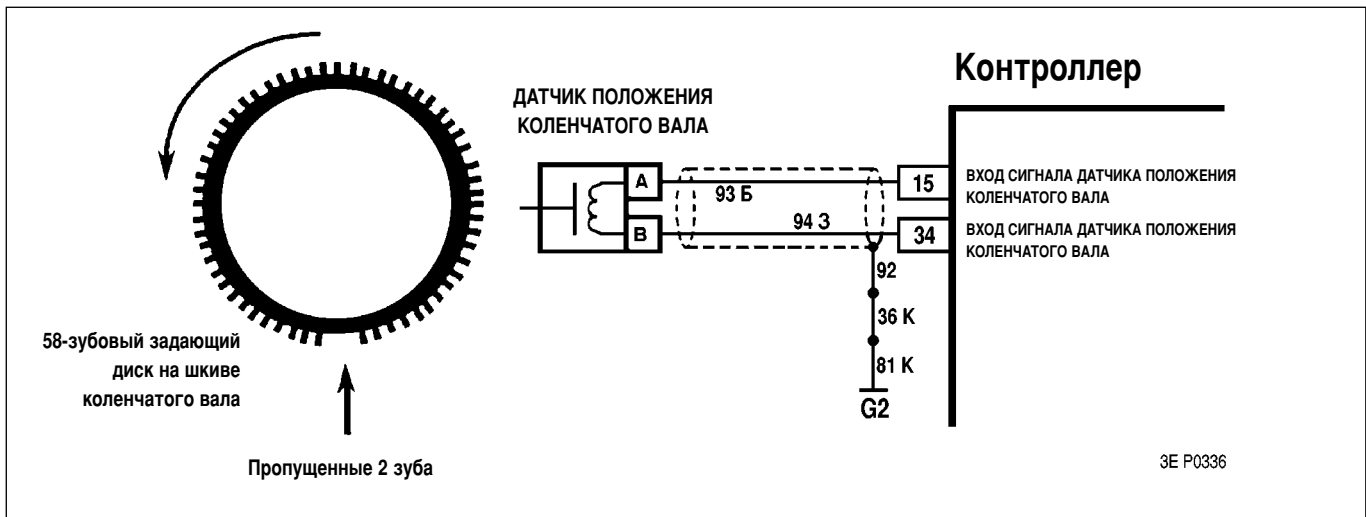 Контроллер
ДАТЧИК ПОЛОЖЕНИЯ
КОЛЕНЧАТОГО ВАЛА
A
93 Б
15
ВХОД СИГНАЛА ДАТЧИКА ПОЛОЖЕНИЯ
КОЛЕНЧАТОГО ВАЛА
B
94 З
34
ВХОД СИГНАЛА ДАТЧИКА ПОЛОЖЕНИЯ
КОЛЕНЧАТОГО ВАЛА
92
36 К
81 К
G2
58-зубовый задающий
диск на шкиве
коленчатого вала
Пропущенные 2 зуба
3E P0336